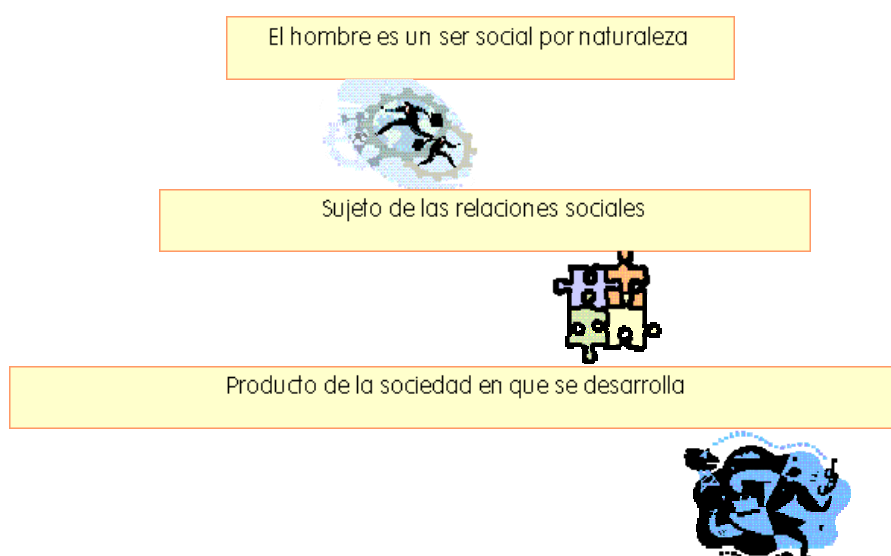 El hombre es un ser social por naturaleza
Sujeto de las relaciones sociales
Producto de la sociedad en que se desarrolla